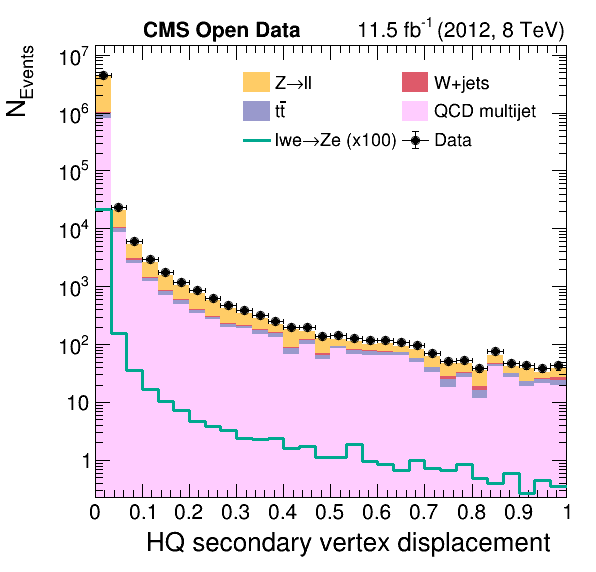 CMS Open Data 11.5 fb⁻¹ (2012, 8 TeV)
N_Events
10⁷
10⁶
10⁵
10⁴
10³
10²
10
1
Z→ll W+jets
tt̄ QCD multijet
lwe→Ze (x100) Data
0 0.1 0.2 0.3 0.4 0.5 0.6 0.7 0.8 0.9 1
HQ secondary vertex displacement